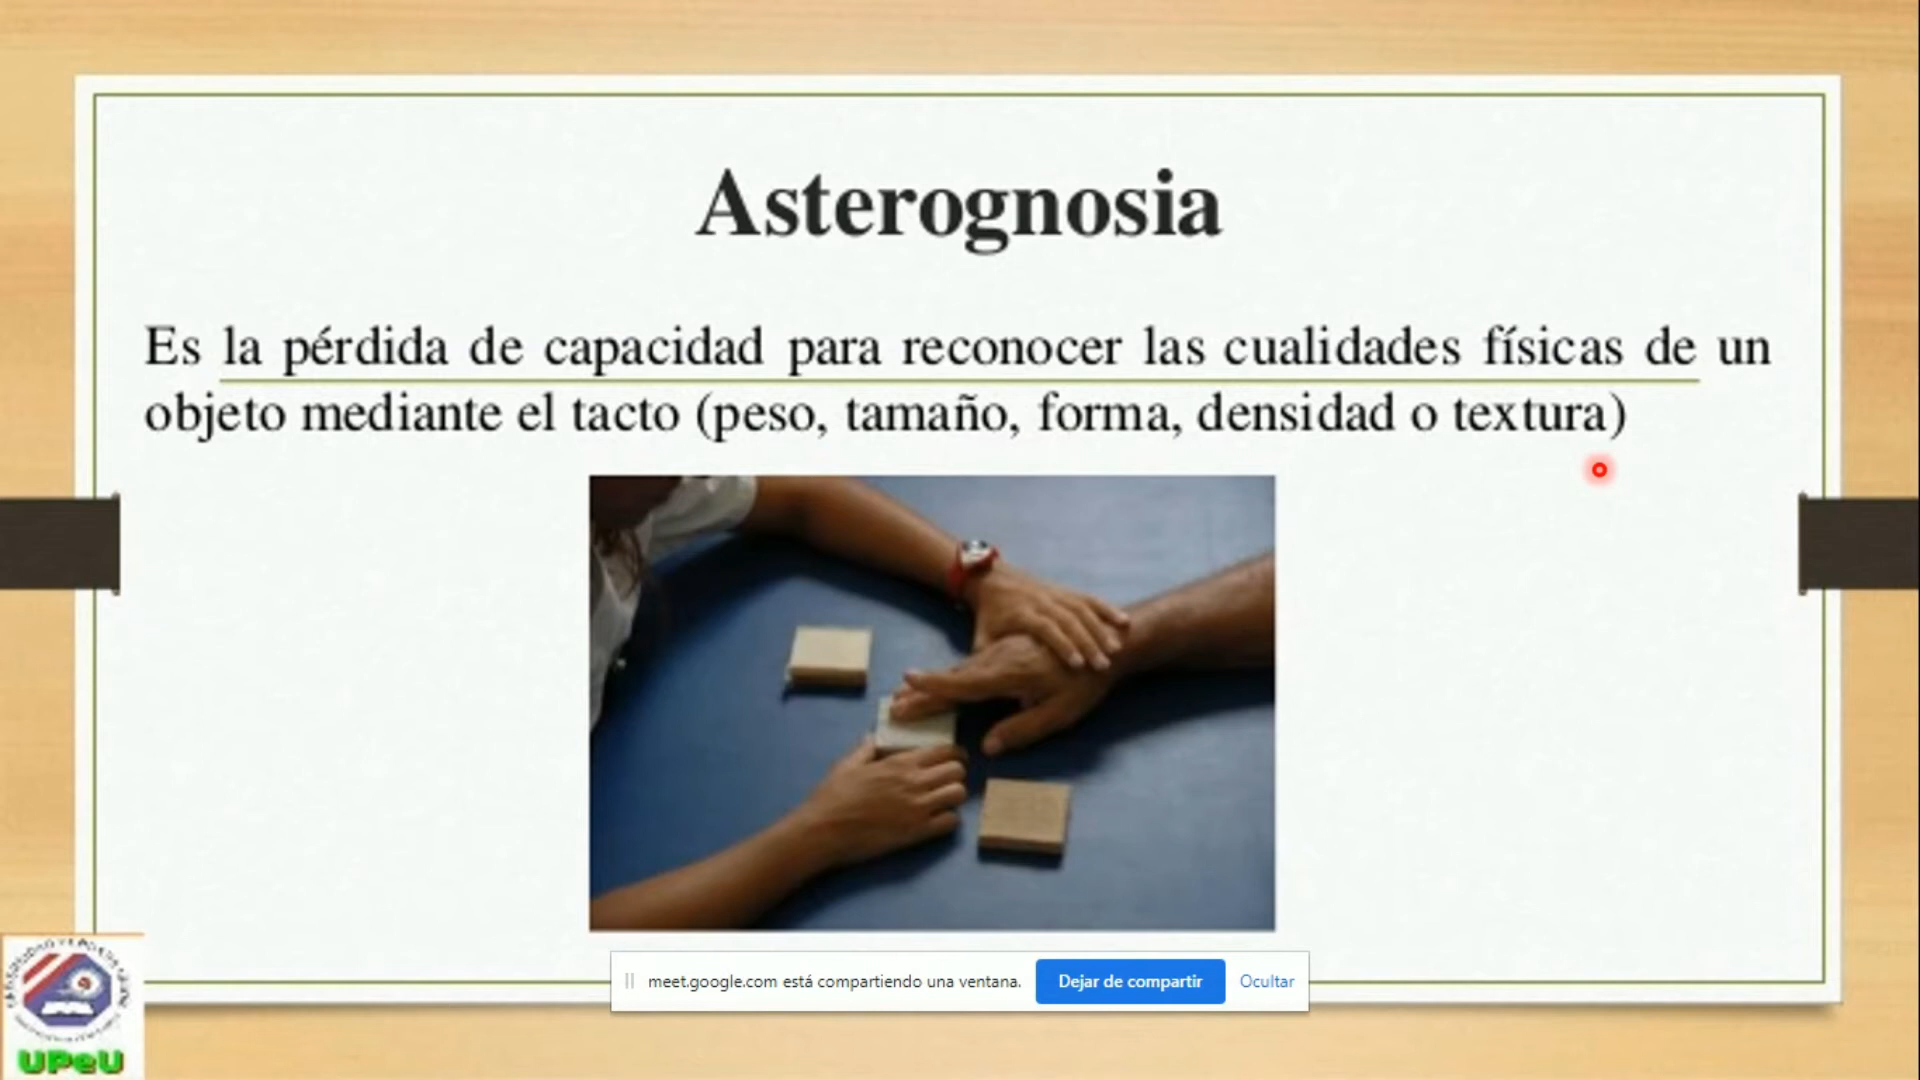 Asterognosia
Es la pérdida de capacidad para reconocer las cualidades físicas de un
objeto mediante el tacto (peso, tamaño, forma, densidad o textura)
meet.google.com está compartiendo una ventana.
Dejar de compartir
Ocultar
UPeU